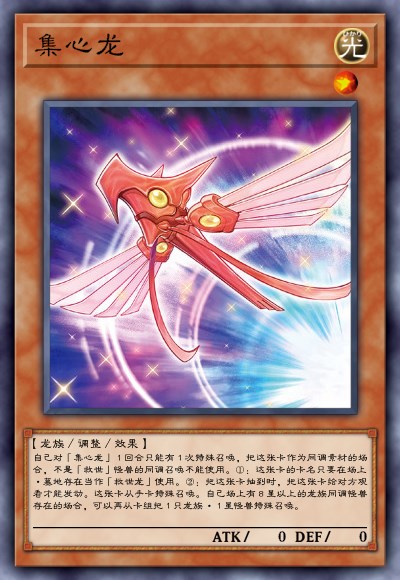 集心龙
光
【龙族／调整／效果】
自己对「集心龙」1回合只能有1次特殊召唤，把这张卡作为同调素材的场
合，不是「救世」怪兽的同调召唤不能使用。①：这张卡的卡名只要在场上
·墓地存在当作「救世龙」使用。②：把这张卡抽到时，把这张卡给对方观
看才能发动。这张卡从手卡特殊召唤。自己场上有8星以上的龙族同调怪兽
存在的场合，可以再从卡组把1只龙族·1星怪兽特殊召唤。
ATK/ 0 DEF/ 0